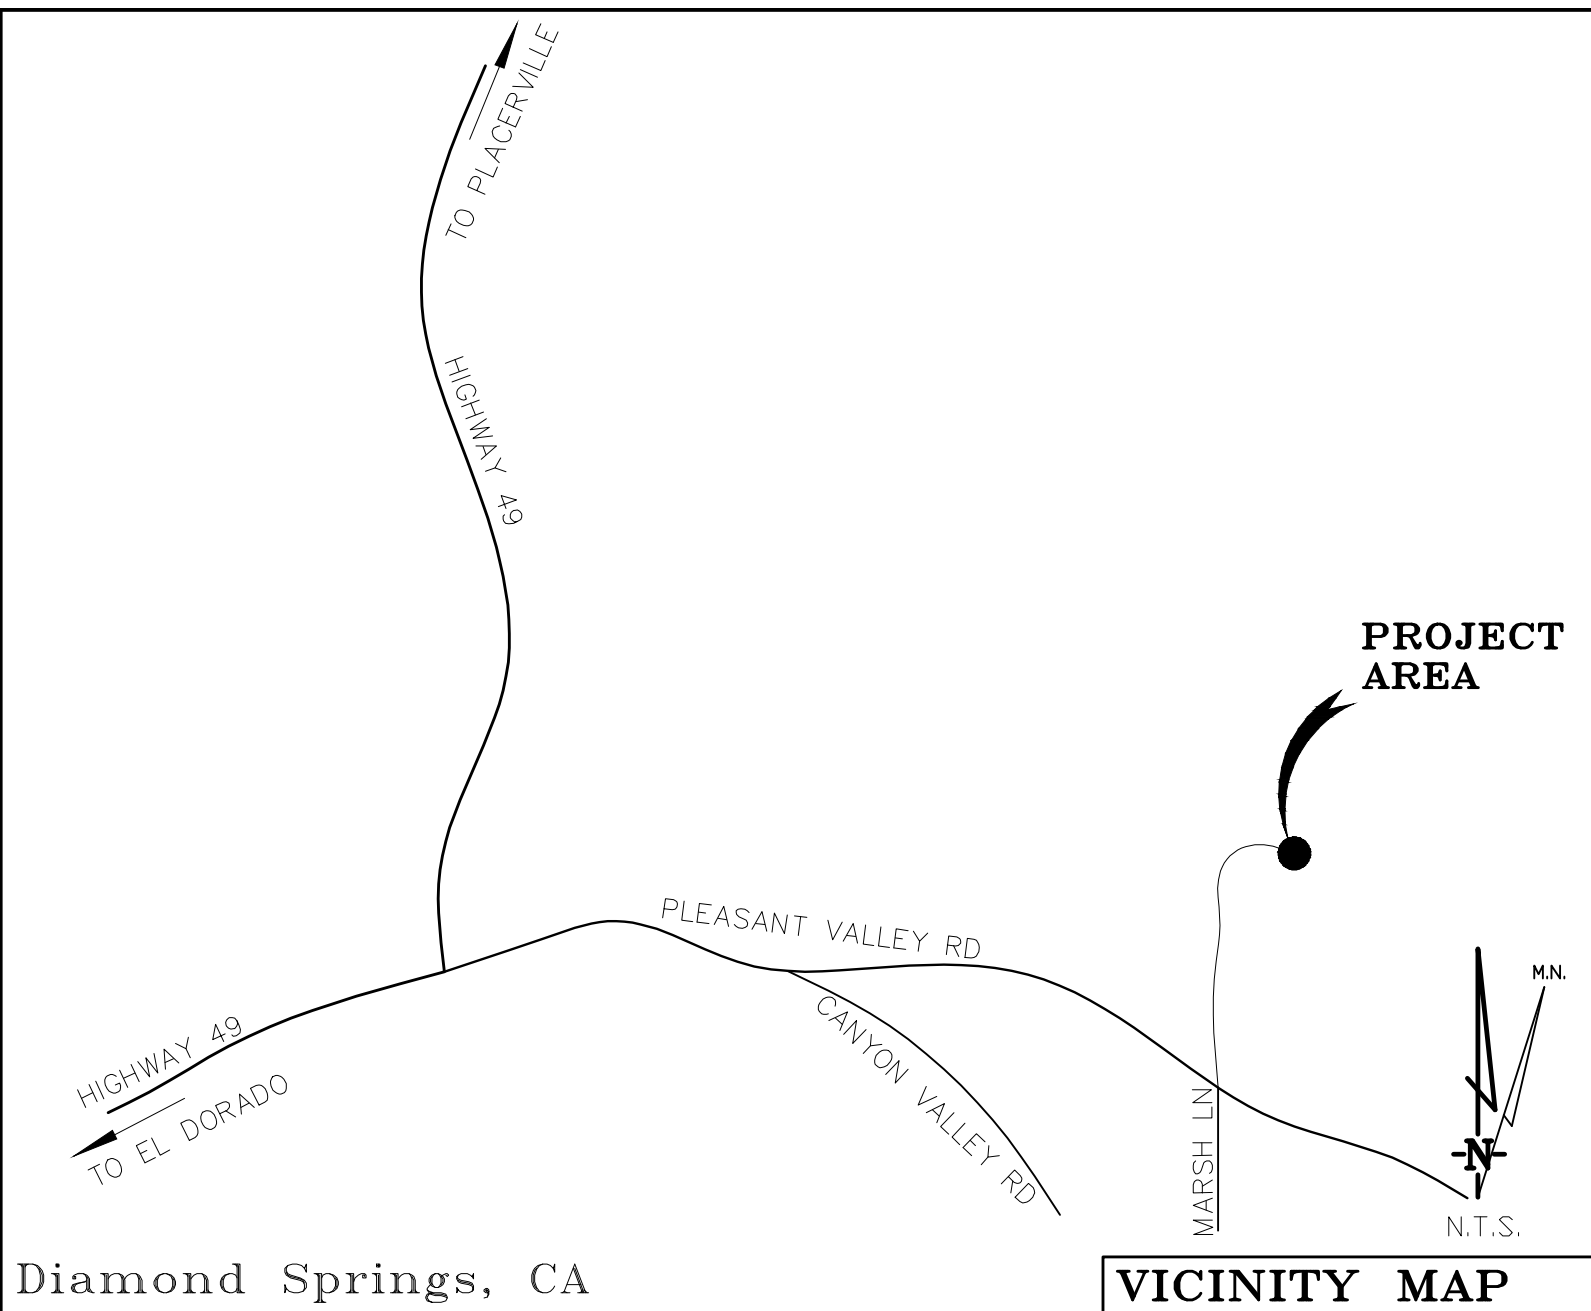 TO PLACERVILLE
HIGHWAY 49
PROJECT
AREA
PLEASANT VALLEY RD
M.N.
CANYON VALLEY RD
HIGHWAY 49
TO EL DORADO
MARSH LN
N
N.T.S.
Diamond Springs, CA
VICINITY MAP